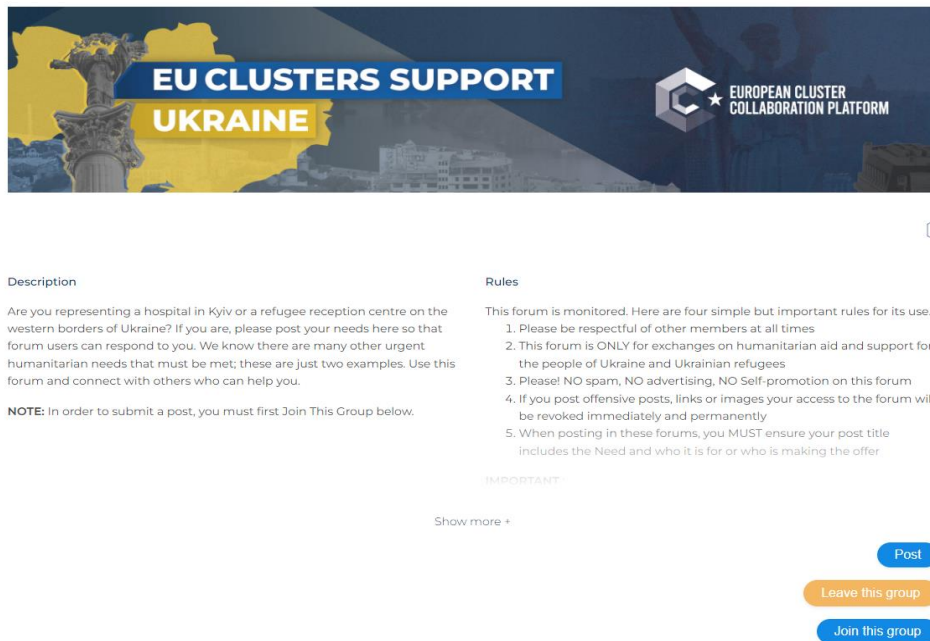 EU CLUSTERS SUPPORT
UKRAINE
EUROPEAN CLUSTER
COLLABORATION PLATFORM
Description
Are you representing a hospital in Kyiv or a refugee reception centre on the
western borders of Ukraine? If you are, please post your needs here so that
forum users can respond to you. We know there are many other urgent
humanitarian needs that must be met; these are just two examples. Use this
forum and connect with others who can help you.
NOTE: In order to submit a post, you must first Join This Group below.
Rules
This forum is monitored. Here are four simple but important rules for its use.
1. Please be respectful of other members at all times
2. This forum is ONLY for exchanges on humanitarian aid and support for
the people of Ukraine and Ukrainian refugees
3. Please! NO spam, NO advertising, NO Self-promotion on this forum
4. If you post offensive posts, links or images your access to the forum wil
be revoked immediately and permanently
5. When posting in these forums, you MUST ensure your post title
includes the Need and who it is for or who is making the offer
IMPORTANT
Show more +
Post
Leave this group
Join this group